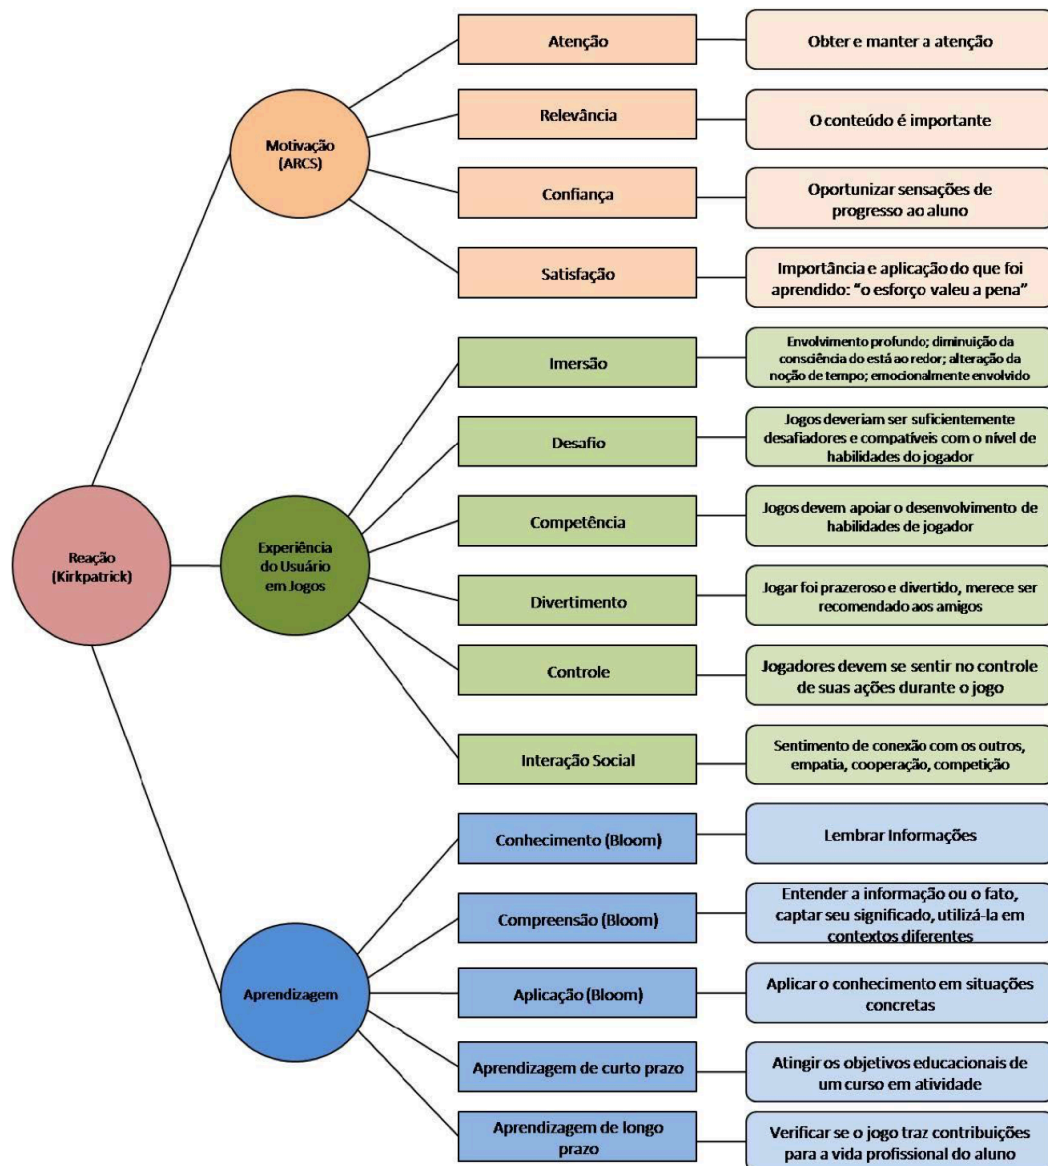 Reação
(Kirkpatrick)
Motivação
(ARCS)
Atenção
Obter e manter a atenção
Relevância
O conteúdo é importante
Confiança
Oportunizar sensações de
progresso ao aluno
Satisfação
Importância e aplicação do que foi
aprendido: “o esforço valeu a pena”
Experiência
do Usuário
em Jogos
Imersão
Envolvimento profundo; diminuição da
consciência do está ao redor; alteração da
noção de tempo; emocionalmente envolvido
Desafio
Jogos deveriam ser suficientemente
desafiadores e compatíveis com o nível de
habilidades do jogador
Competência
Jogos devem apoiar o desenvolvimento de
habilidades de jogador
Divertimento
Jogar foi prazeroso e divertido, merece ser
recomendado aos amigos
Controle
Jogadores devem se sentir no controle
de suas ações durante o jogo
Interação Social
Sentimento de conexão com os outros,
empatia, cooperação, competição
Aprendizagem
Conhecimento (Bloom)
Lembrar Informações
Compreensão (Bloom)
Entender a informação ou o fato,
captar seu significado, utilizá-la em
contextos diferentes
Aplicação (Bloom)
Aplicar o conhecimento em situações
concretas
Aprendizagem de curto prazo
Atingir os objetivos educacionais de
um curso em atividade
Aprendizagem de longo
prazo
Verificar se o jogo traz contribuições
para a vida profissional do aluno